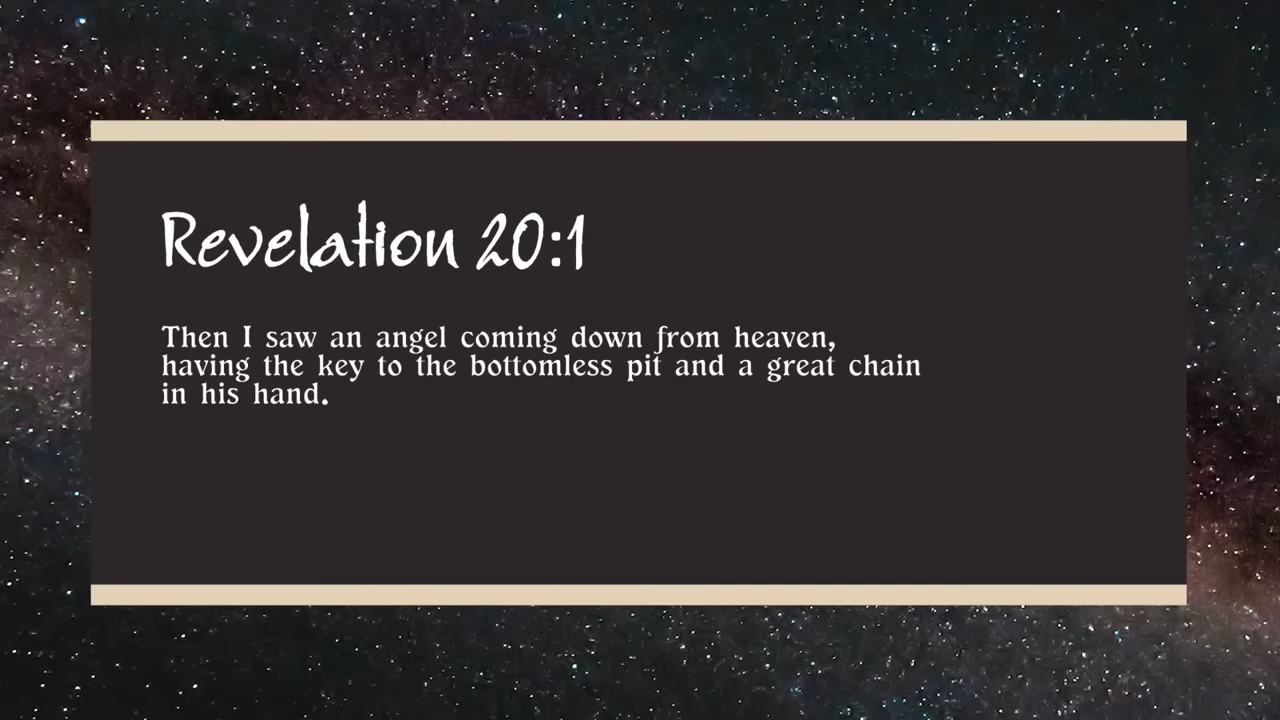 Revelation 20:1
Then I saw an angel coming down from heaven,
having the key to the bottomless pit and a great chain
in his hand.